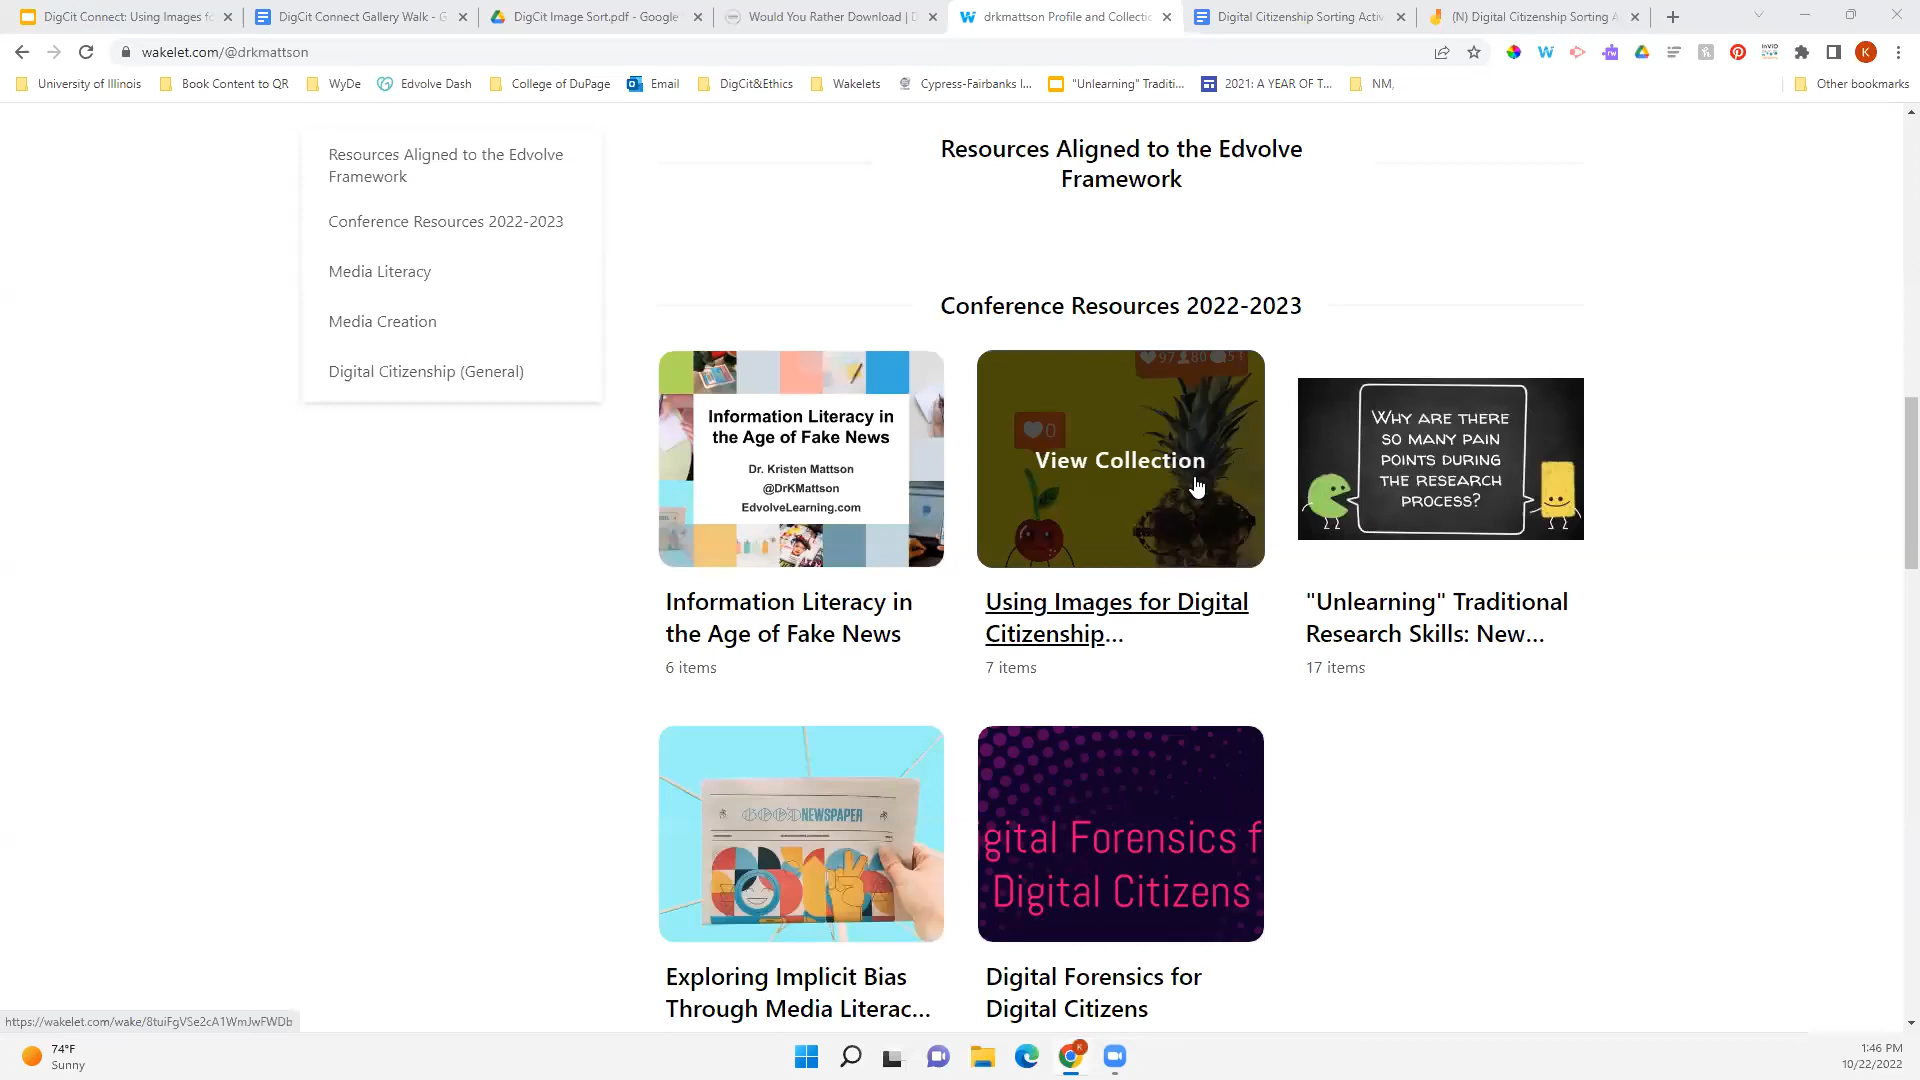 DigCit Connect: Using Images fo
DigCit Connect Gallery Walk - G
DigCit Image Sort.pdf - Google
Would You Rather Download | D
drkmattson Profile and Collectio
Digital Citizenship Sorting Activ
(N) Digital Citizenship Sorting A
wakelet.com/@drkmattson
University of Illinois
Book Content to QR
WyDe
Edvolve Dash
College of DuPage
Email
DigCit&Ethics
Wakelets
Cypress-Fairbanks I...
"Unlearning" Traditi...
2021: A YEAR OF T...
NM,
Other bookmarks
Resources Aligned to the Edvolve
Framework
Conference Resources 2022-2023
Media Literacy
Media Creation
Digital Citizenship (General)
Resources Aligned to the Edvolve
Framework
Conference Resources 2022-2023
Information Literacy in
the Age of Fake News
Dr. Kristen Mattson
@DrKMattson
EdvolveLearning.com
97 80
0
View Collection
WHY ARE THERE
SO MANY PAIN
POINTS DURING
THE RESEARCH
PROCESS?
Information Literacy in
the Age of Fake News
6 items
Using Images for Digital
Citizenship...
7 items
"Unlearning" Traditional
Research Skills: New...
17 items
GOOD NEWSPAPER
gital Forensics f
Digital Citizens
Exploring Implicit Bias
Through Media Literac...
Digital Forensics for
Digital Citizens
https://wakelet.com/wake/8tuiFgVSe2cA1WmJwFWDb
74°F
Sunny
1:46 PM
10/22/2022